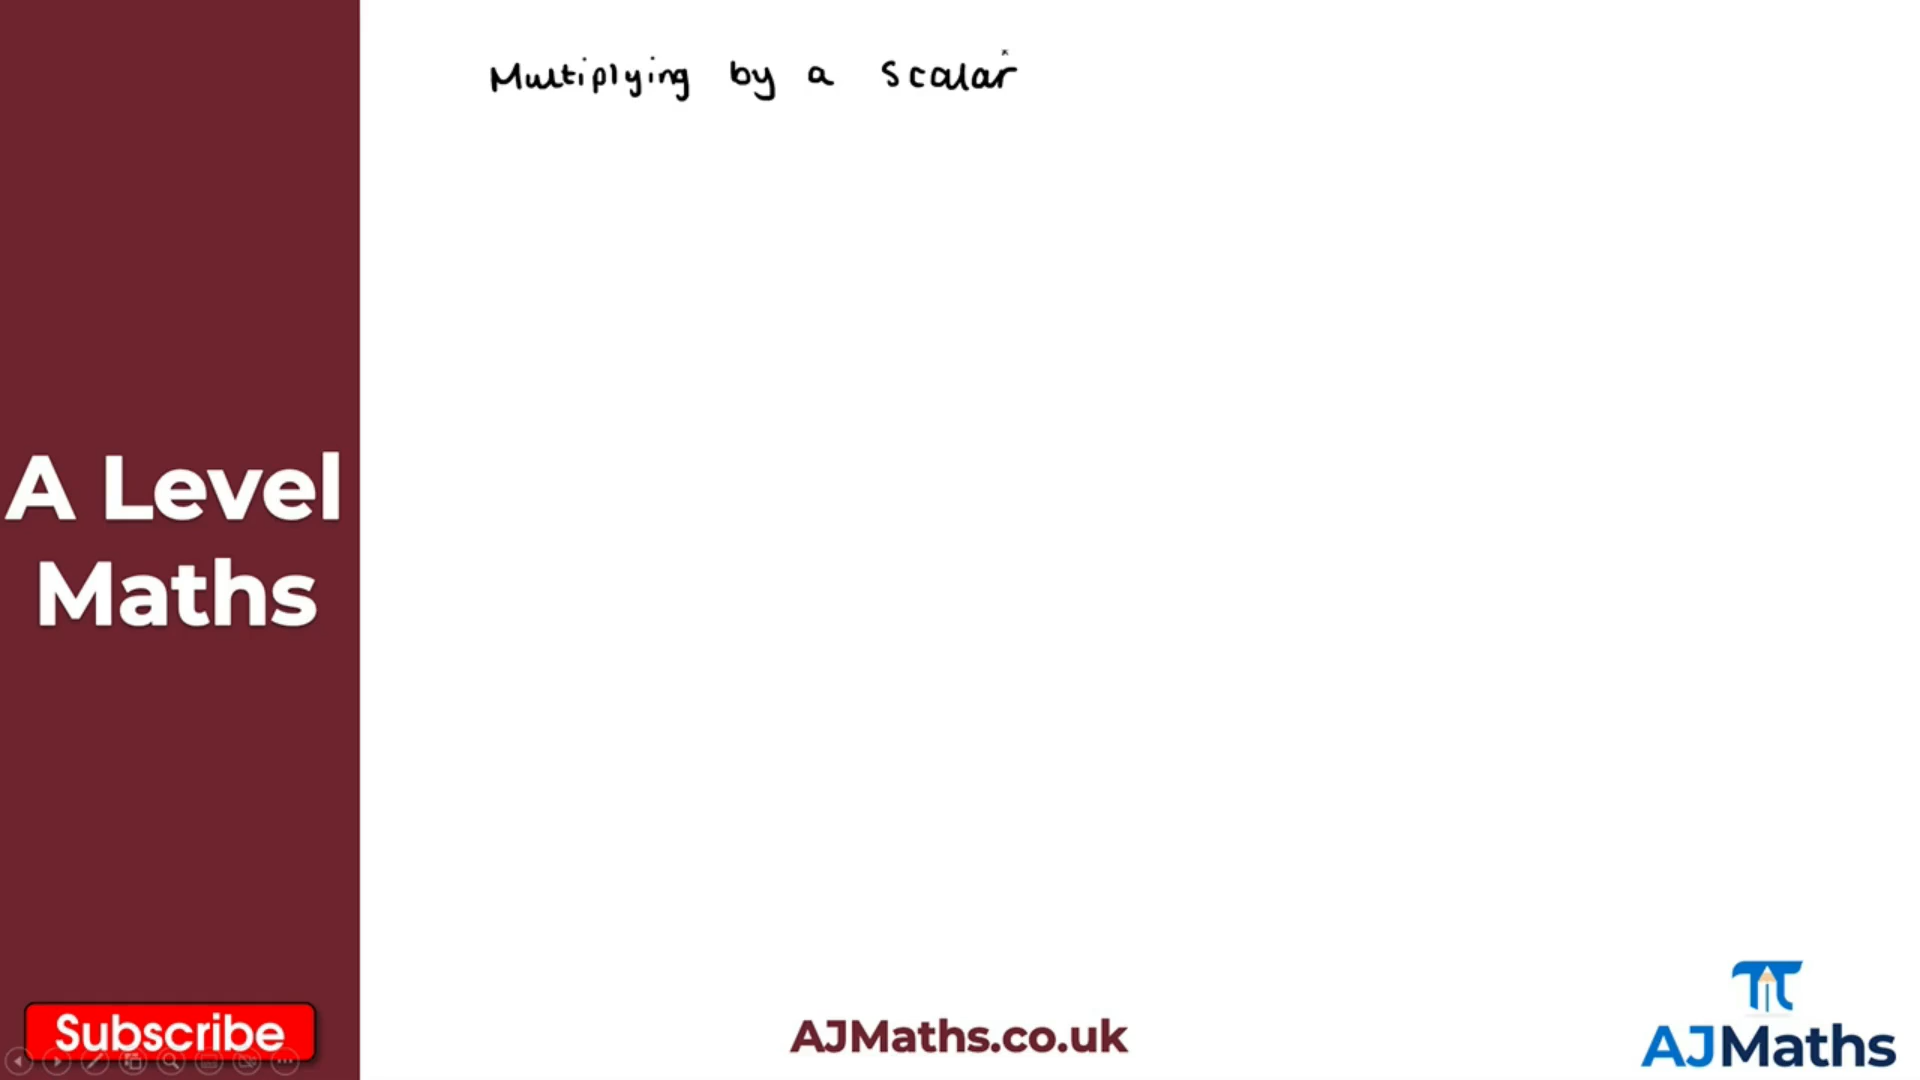 Multiplying by a scalar
A Level
Maths
Subscribe
AJMaths.co.uk
AJMaths